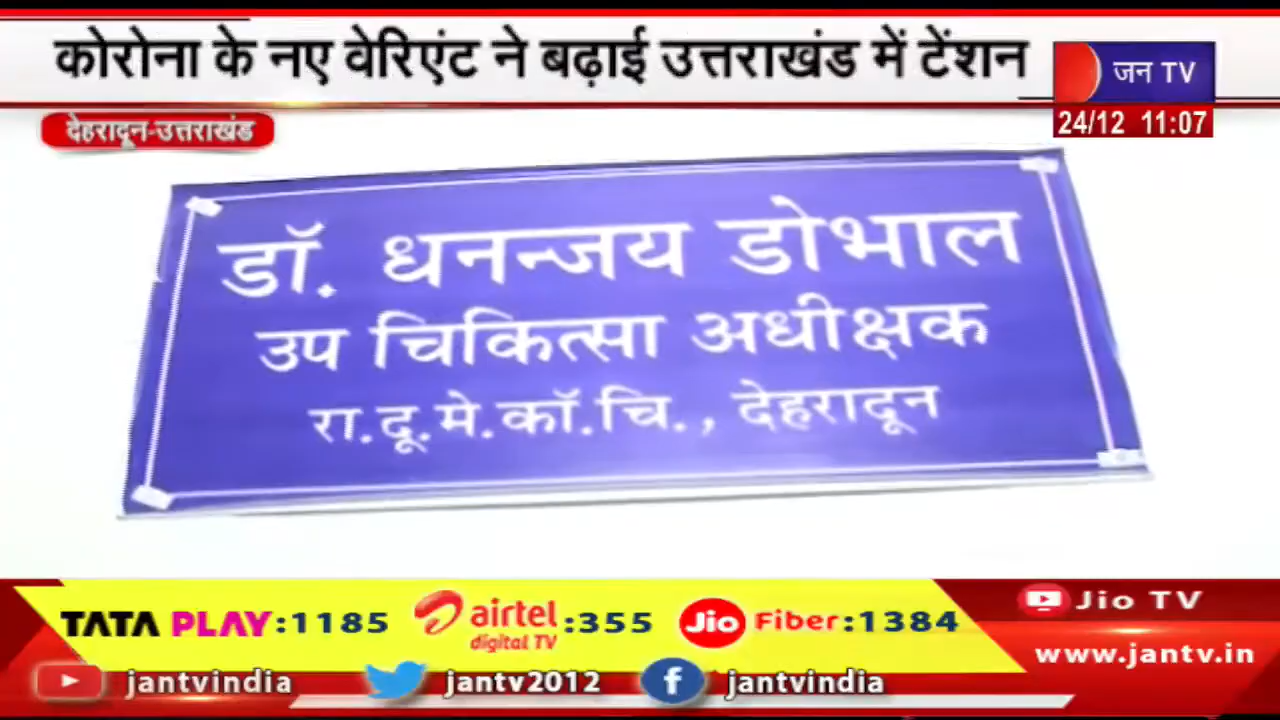 कोरोना के नए वेरिएंट ने बढ़ाई उत्तराखंड में टेंशन
जन TV
24/12 11:07
देहरादून-उत्तराखंड
डॉ. धनन्जय डोभाल
उप चिकित्सा अधीक्षक
रा.दू.मे.कॉ.चि., देहरादून
TATA PLAY:1185 airtel digital TV:355 Jio Fiber:1384
Jio TV
www.jantv.in
jantvindia jantv2012 jantvindia